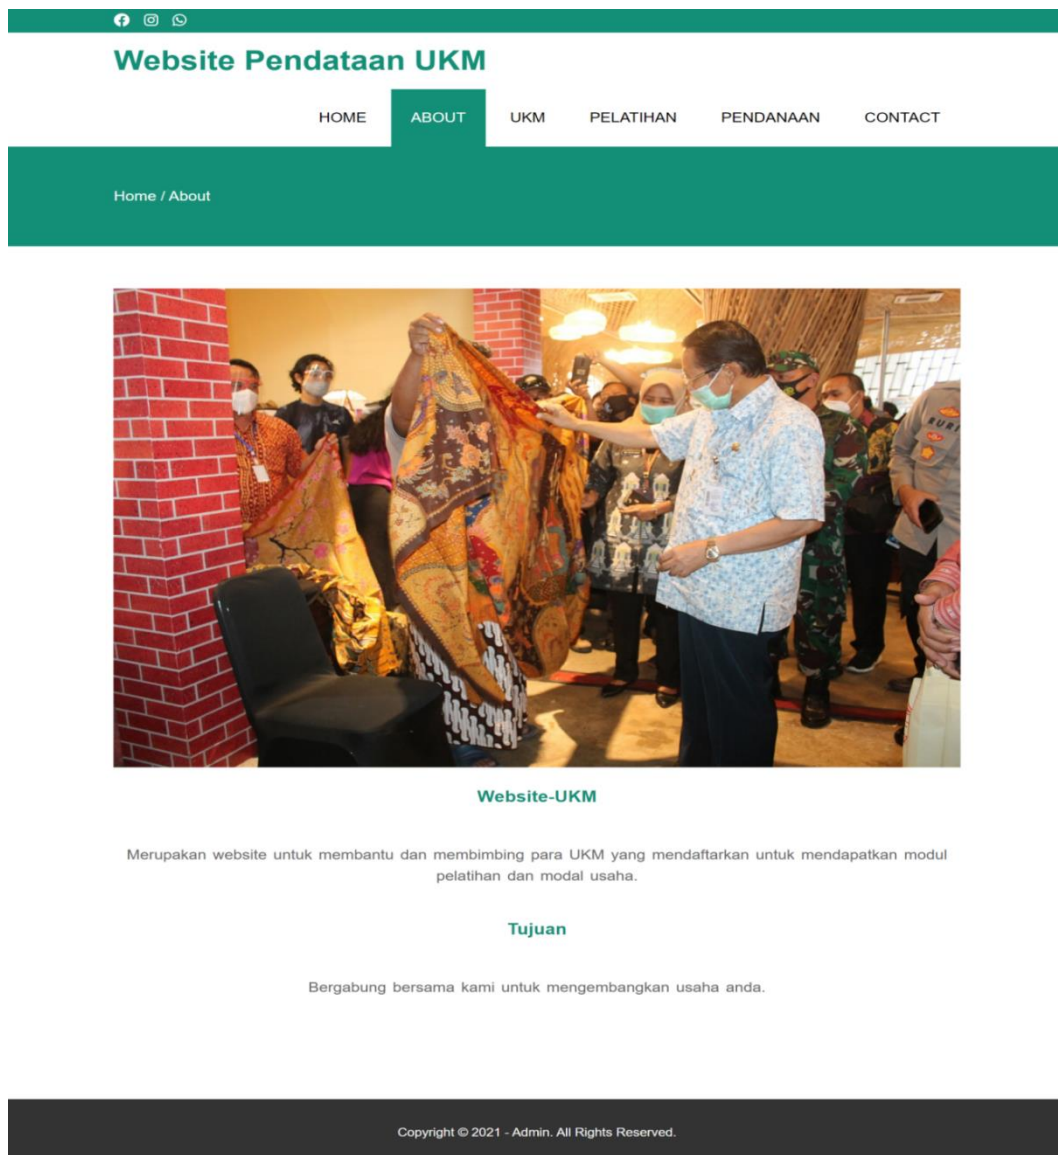 Website Pendataan UKM
HOME ABOUT UKM PELATIHAN PENDANAAN CONTACT
Home / About
RURI
Website-UKM
Merupakan website untuk membantu dan membimbing para UKM yang mendaftarkan untuk mendapatkan modul
pelatihan dan modal usaha.
Tujuan
Bergabung bersama kami untuk mengembangkan usaha anda.
Copyright © 2021 - Admin. All Rights Reserved.